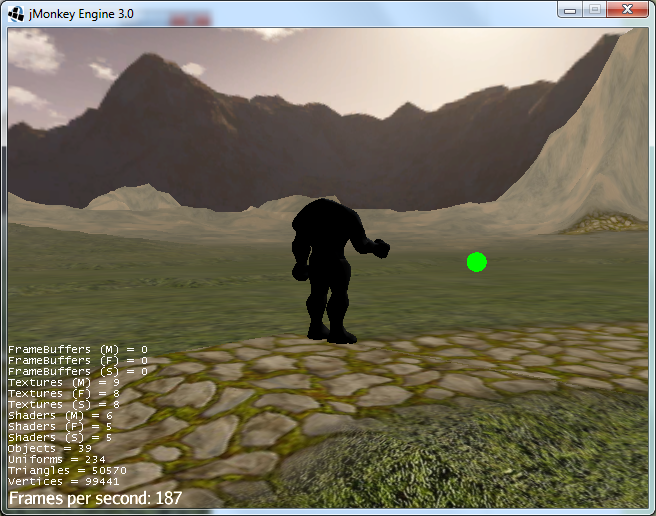 jMonkey Engine 3.0
FrameBuffers (M) = 0
FrameBuffers (F) = 0
FrameBuffers (S) = 0
Textures (M) = 9
Textures (F) = 8
Textures (S) = 8
Shaders (M) = 6
Shaders (F) = 5
Shaders (S) = 5
Objects = 39
Uniforms = 234
Triangles = 50570
Vertices = 99441
Frames per second: 187